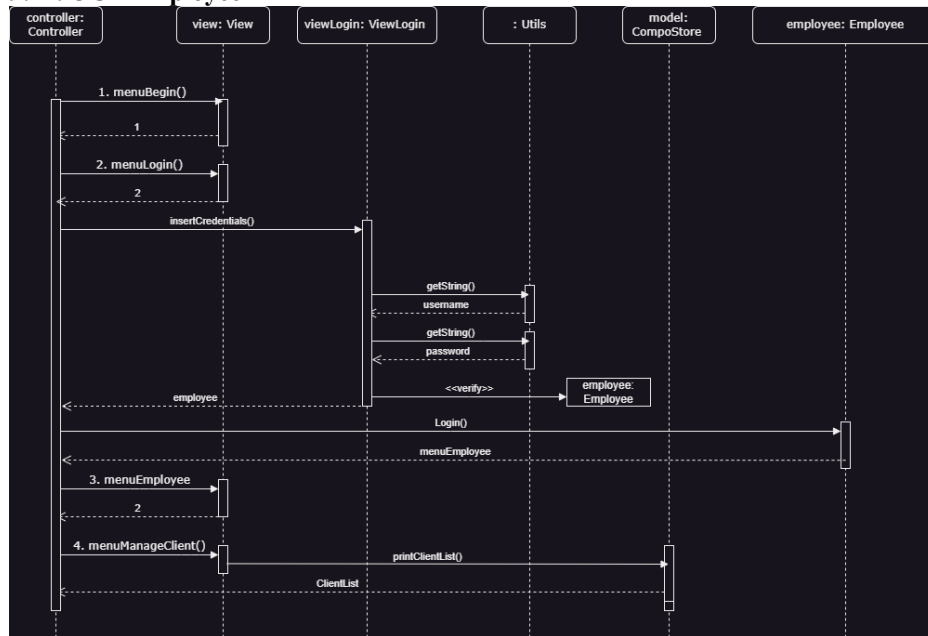 controller:
Controller
view: View
viewLogin: ViewLogin
: Utils
model:
CompoStore
employee: Employee
1. menuBegin()
1
2. menuLogin()
2
insertCredentials()
getString()
username
getString()
password
<<verify>>
employee:
Employee
employee
Login()
menuEmployee
3. menuEmployee
2
4. menuManageClient()
printClientList()
ClientList